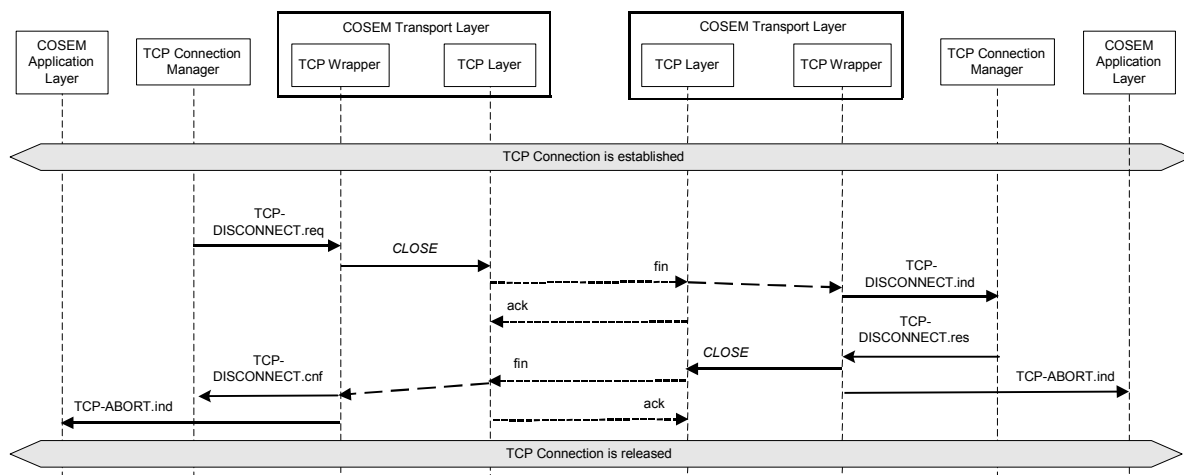 COSEM Transport Layer
COSEM Transport Layer
COSEM
Application
Layer
TCP Connection
Manager
TCP Wrapper
TCP Layer
TCP Layer
TCP Wrapper
TCP Connection
Manager
COSEM
Application
Layer
TCP Connection is established
TCP-
DISCONNECT.req
CLOSE
fin
TCP-
DISCONNECT.ind
ack
TCP-
DISCONNECT.res
CLOSE
fin
TCP-
DISCONNECT.cnf
TCP-ABORT.ind
TCP-ABORT.ind
ack
TCP Connection is released